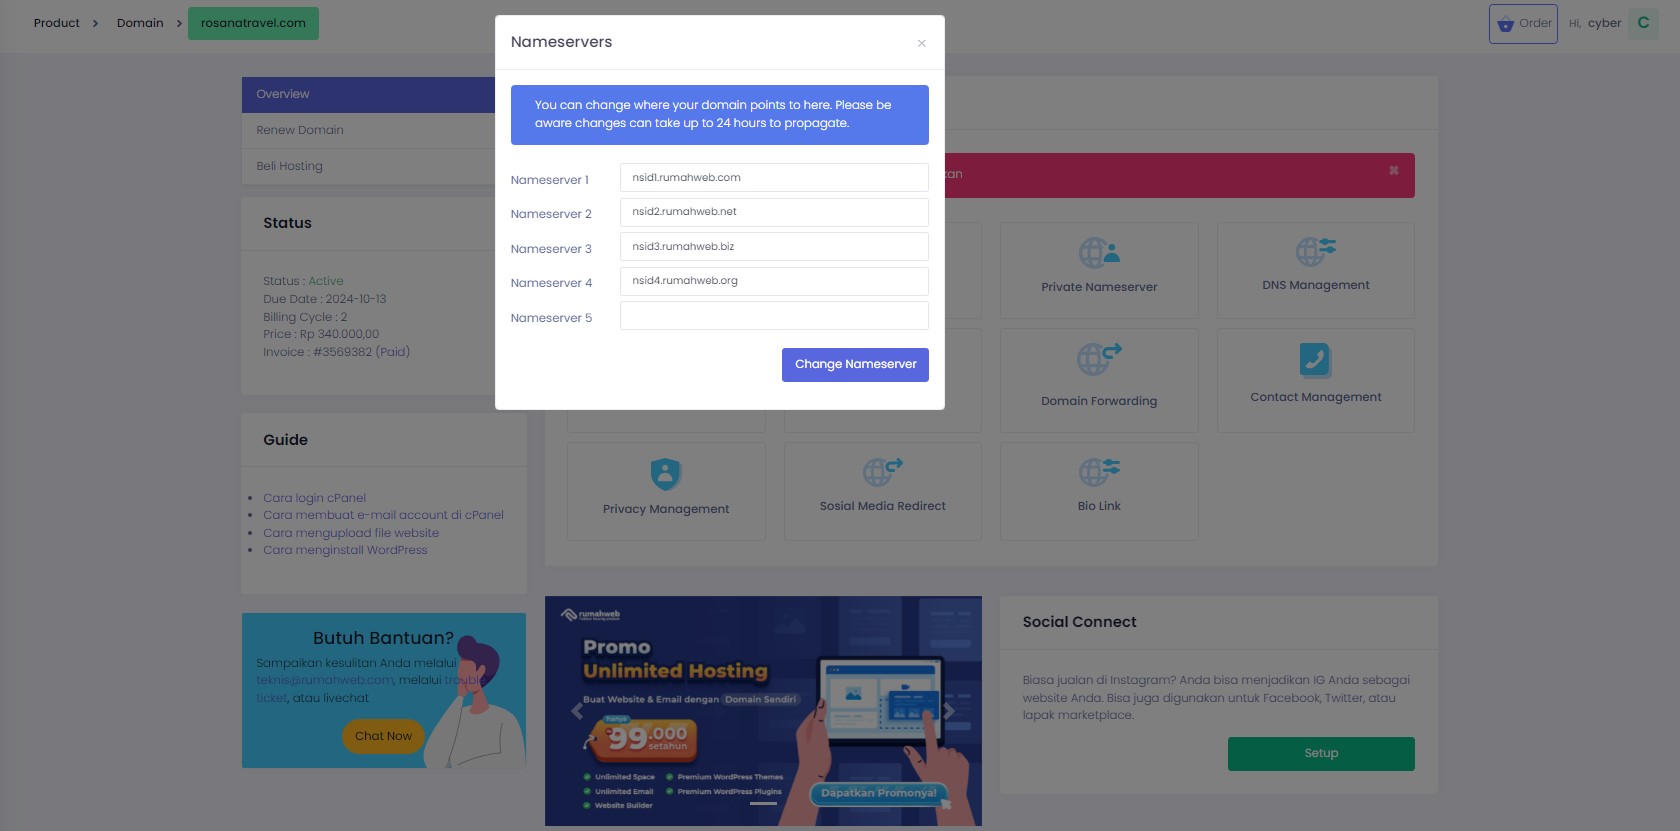 Product
Domain
rosanatravel.com
Order
Hi, cyber
C
Nameservers
×
You can change where your domain points to here. Please be
aware changes can take up to 24 hours to propagate.
Nameserver 1
nsid1.rumahweb.com
Nameserver 2
nsid2.rumahweb.net
Nameserver 3
nsid3.rumahweb.biz
Nameserver 4
nsid4.rumahweb.org
Nameserver 5
Change Nameserver
Overview
Renew Domain
Beli Hosting
Status
Status : Active
Due Date : 2024-10-13
Billing Cycle : 2
Price : Rp 340.000,00
Invoice : #3569382 (Paid)
Guide
Cara login cPanel
Cara membuat e-mail account di cPanel
Cara mengupload file website
Cara menginstall WordPress
Butuh Bantuan?
Sampaikan kesulitan Anda melalui
teknis@rumahweb.com, melalui trouble
ticket, atau livechat
Chat Now
Private Nameserver
DNS Management
Domain Forwarding
Contact Management
Privacy Management
Sosial Media Redirect
Bio Link
rumahweb
Promo
Unlimited Hosting
Buat Website & Email dengan Domain Sendiri
hanya
99.000
setahun
Unlimited Space
Premium WordPress Themes
Unlimited Email
Premium WordPress Plugins
Website Builder
Dapatkan Promonya!
Social Connect
Biasa jualan di Instagram? Anda bisa menjadikan IG Anda sebagai
website Anda. Bisa juga digunakan untuk Facebook, Twitter, atau
lapak marketplace.
Setup